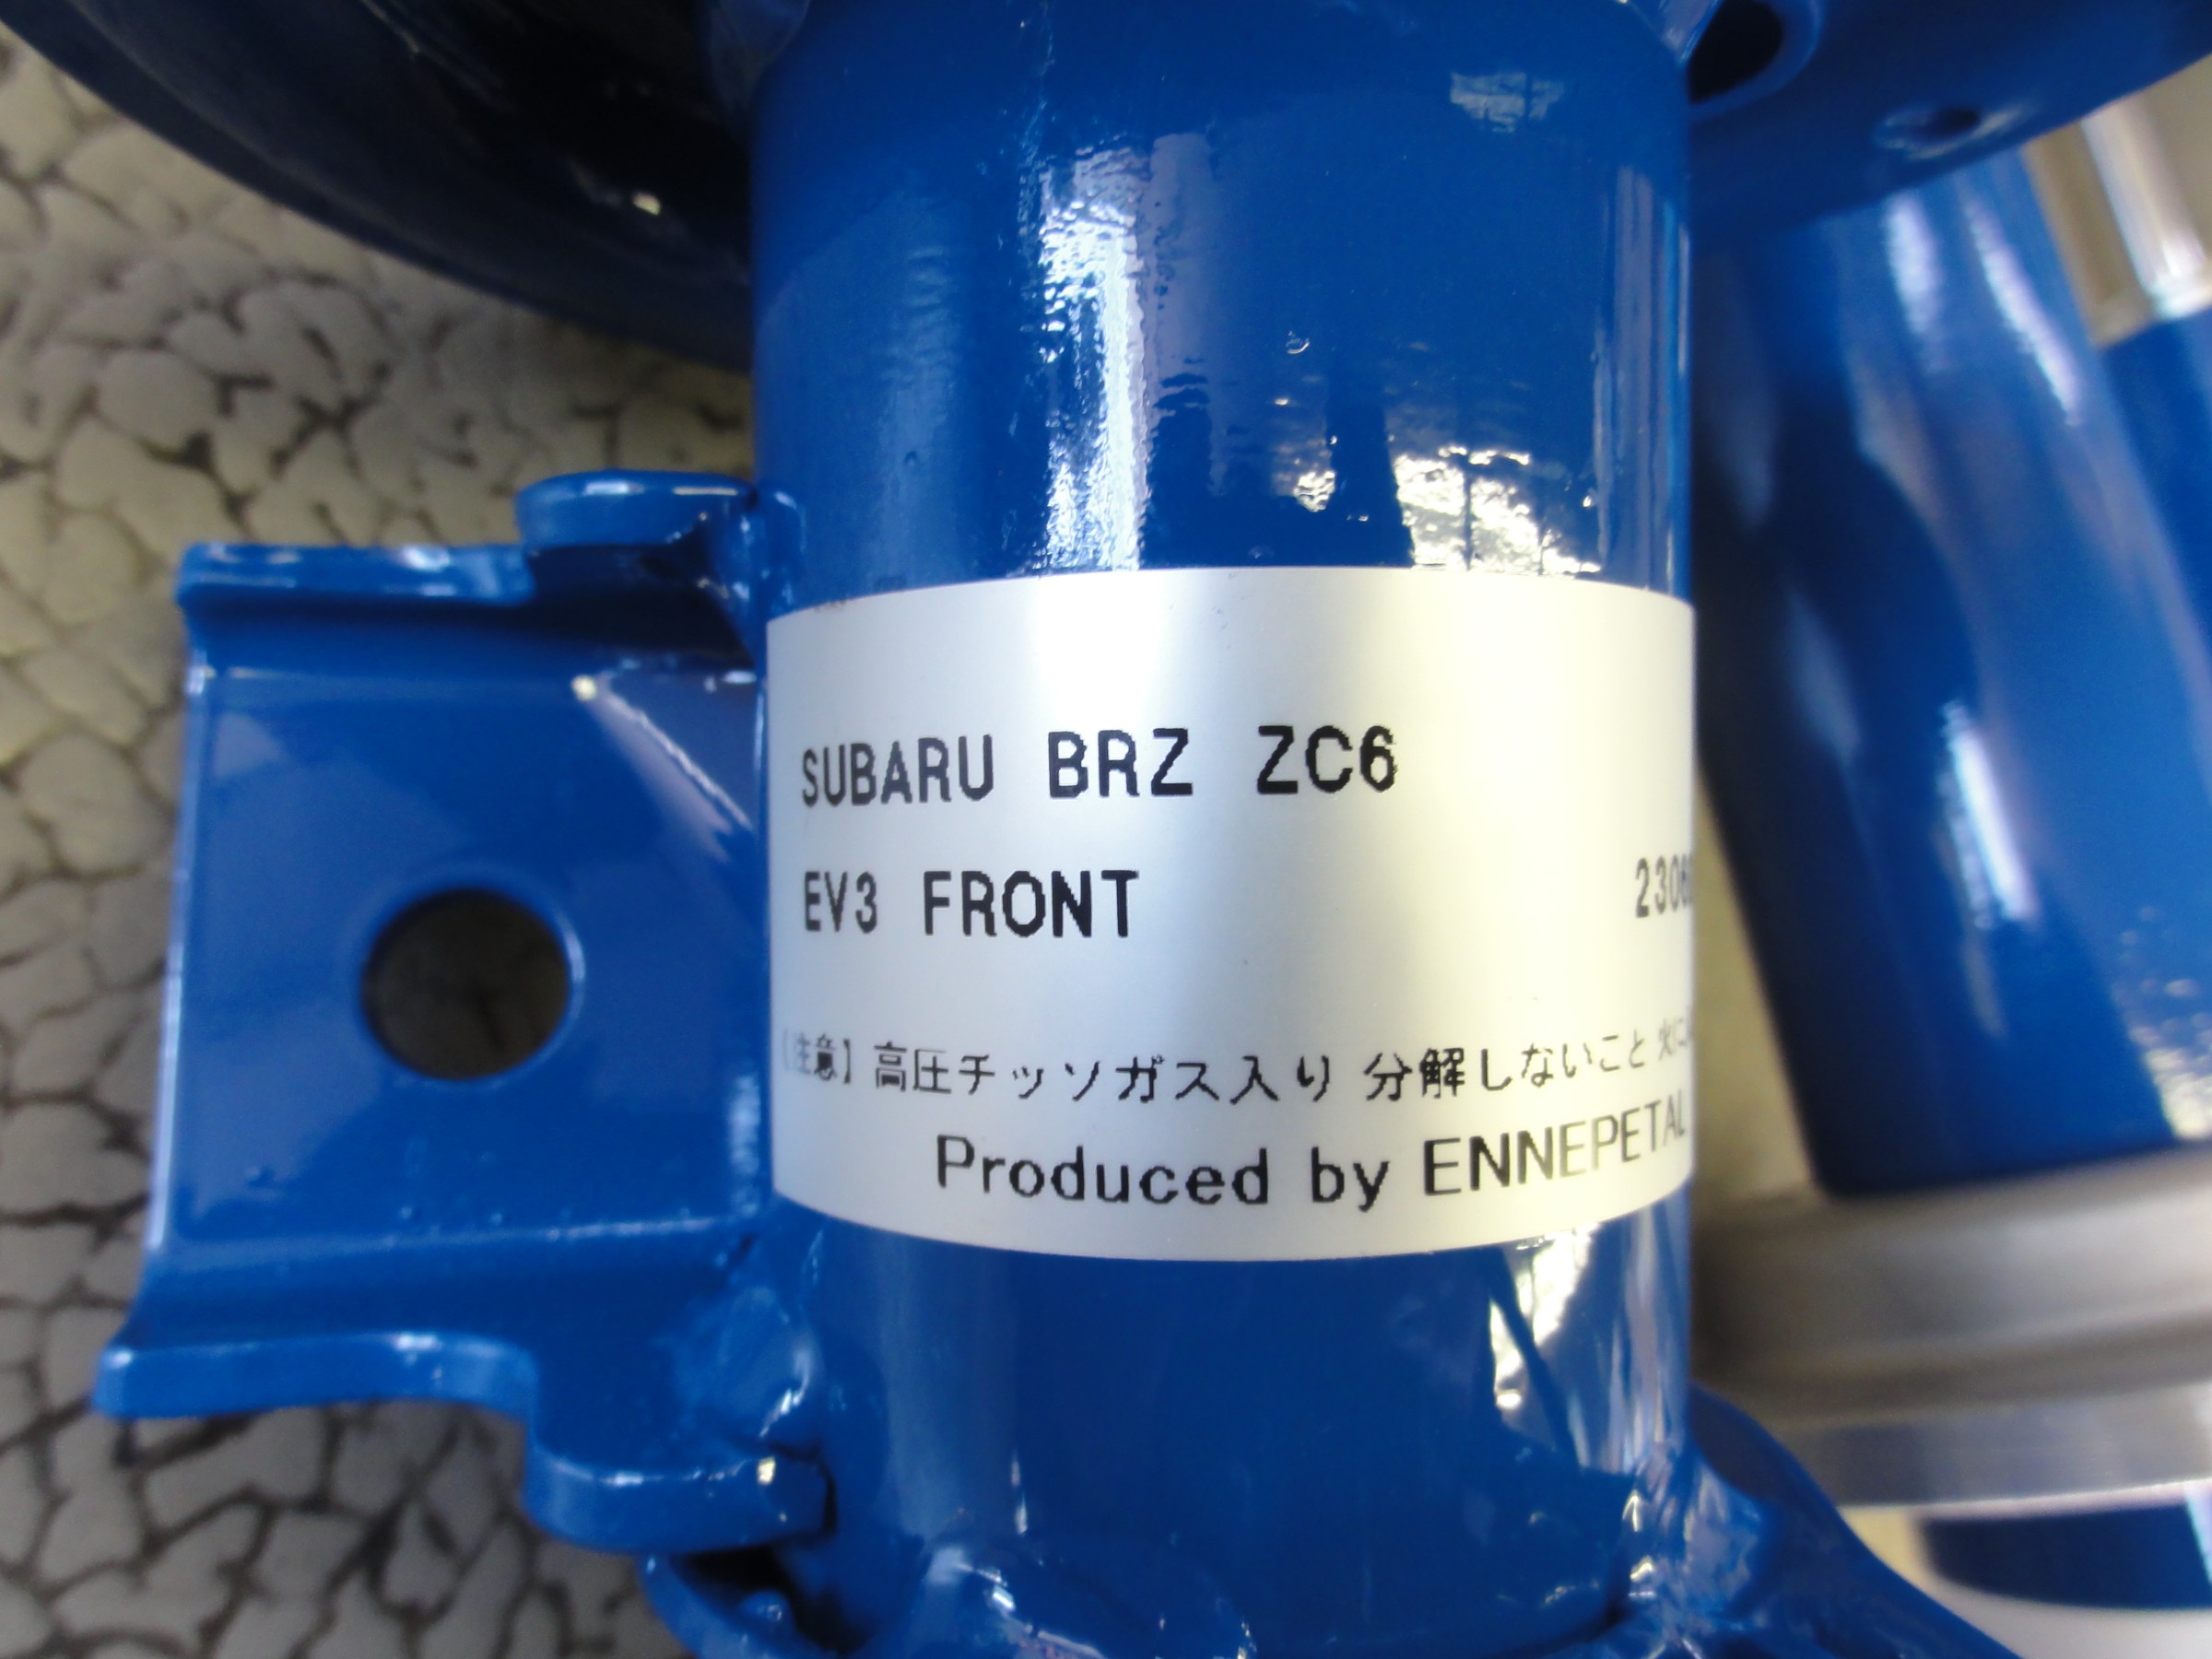 SUBARU BRZ ZC6
EV3 FRONT
【注意】高圧チッソガス入り 分解しないこと
Produced by ENNEPETAL